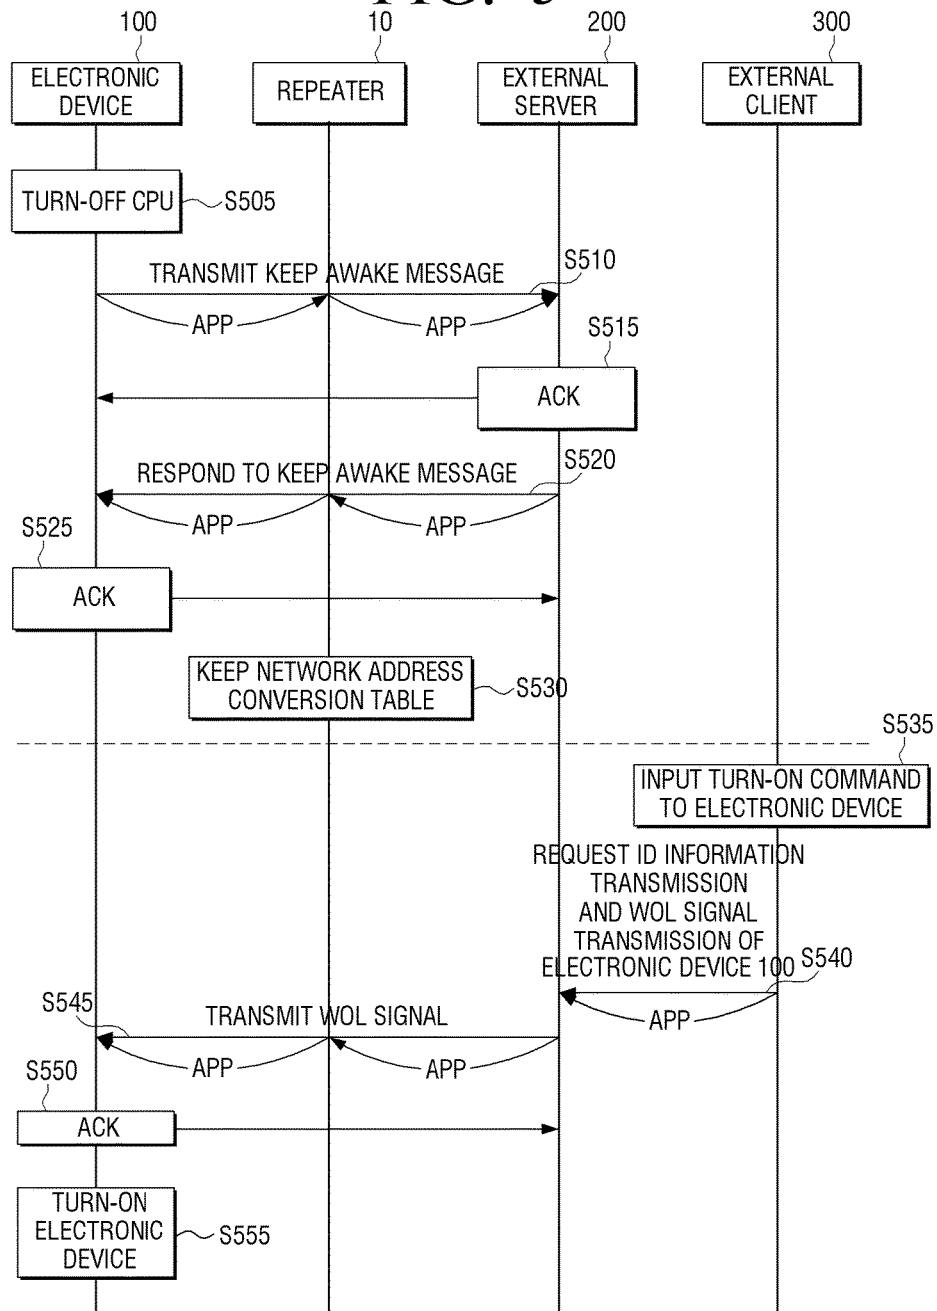 100
10
200
300
ELECTRONIC
DEVICE
REPEATER
EXTERNAL
SERVER
EXTERNAL
CLIENT
TURN-OFF CPU
S505
TRANSMIT KEEP AWAKE MESSAGE
S510
APP
APP
S515
ACK
RESPOND TO KEEP AWAKE MESSAGE
S520
APP
APP
S525
ACK
KEEP NETWORK ADDRESS
CONVERSION TABLE
S530
S535
INPUT TURN-ON COMMAND
TO ELECTRONIC DEVICE
REQUEST ID INFORMATION
TRANSMISSION
AND WOL SIGNAL
TRANSMISSION OF
ELECTRONIC DEVICE 100
S540
APP
S545
TRANSMIT WOL SIGNAL
APP
APP
S550
ACK
TURN-ON
ELECTRONIC
DEVICE
S555